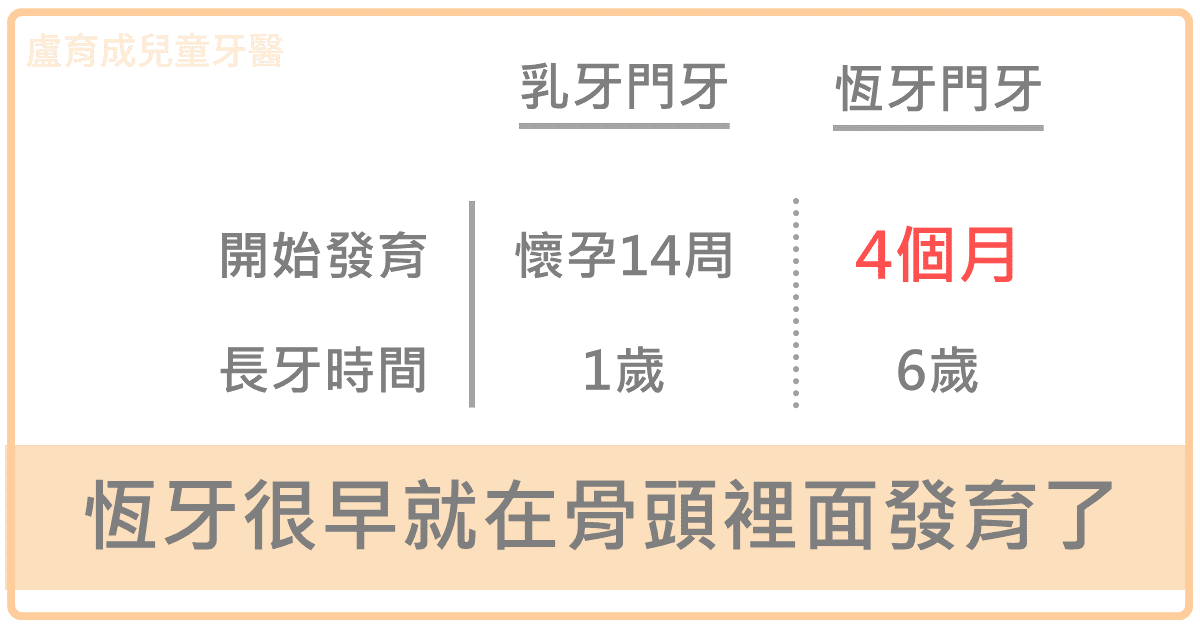 盧育成兒童牙醫
乳牙門牙 恆牙門牙
開始發育 懷孕14周 4個月
長牙時間 1歲 6歲
恆牙很早就在骨頭裡面發育了